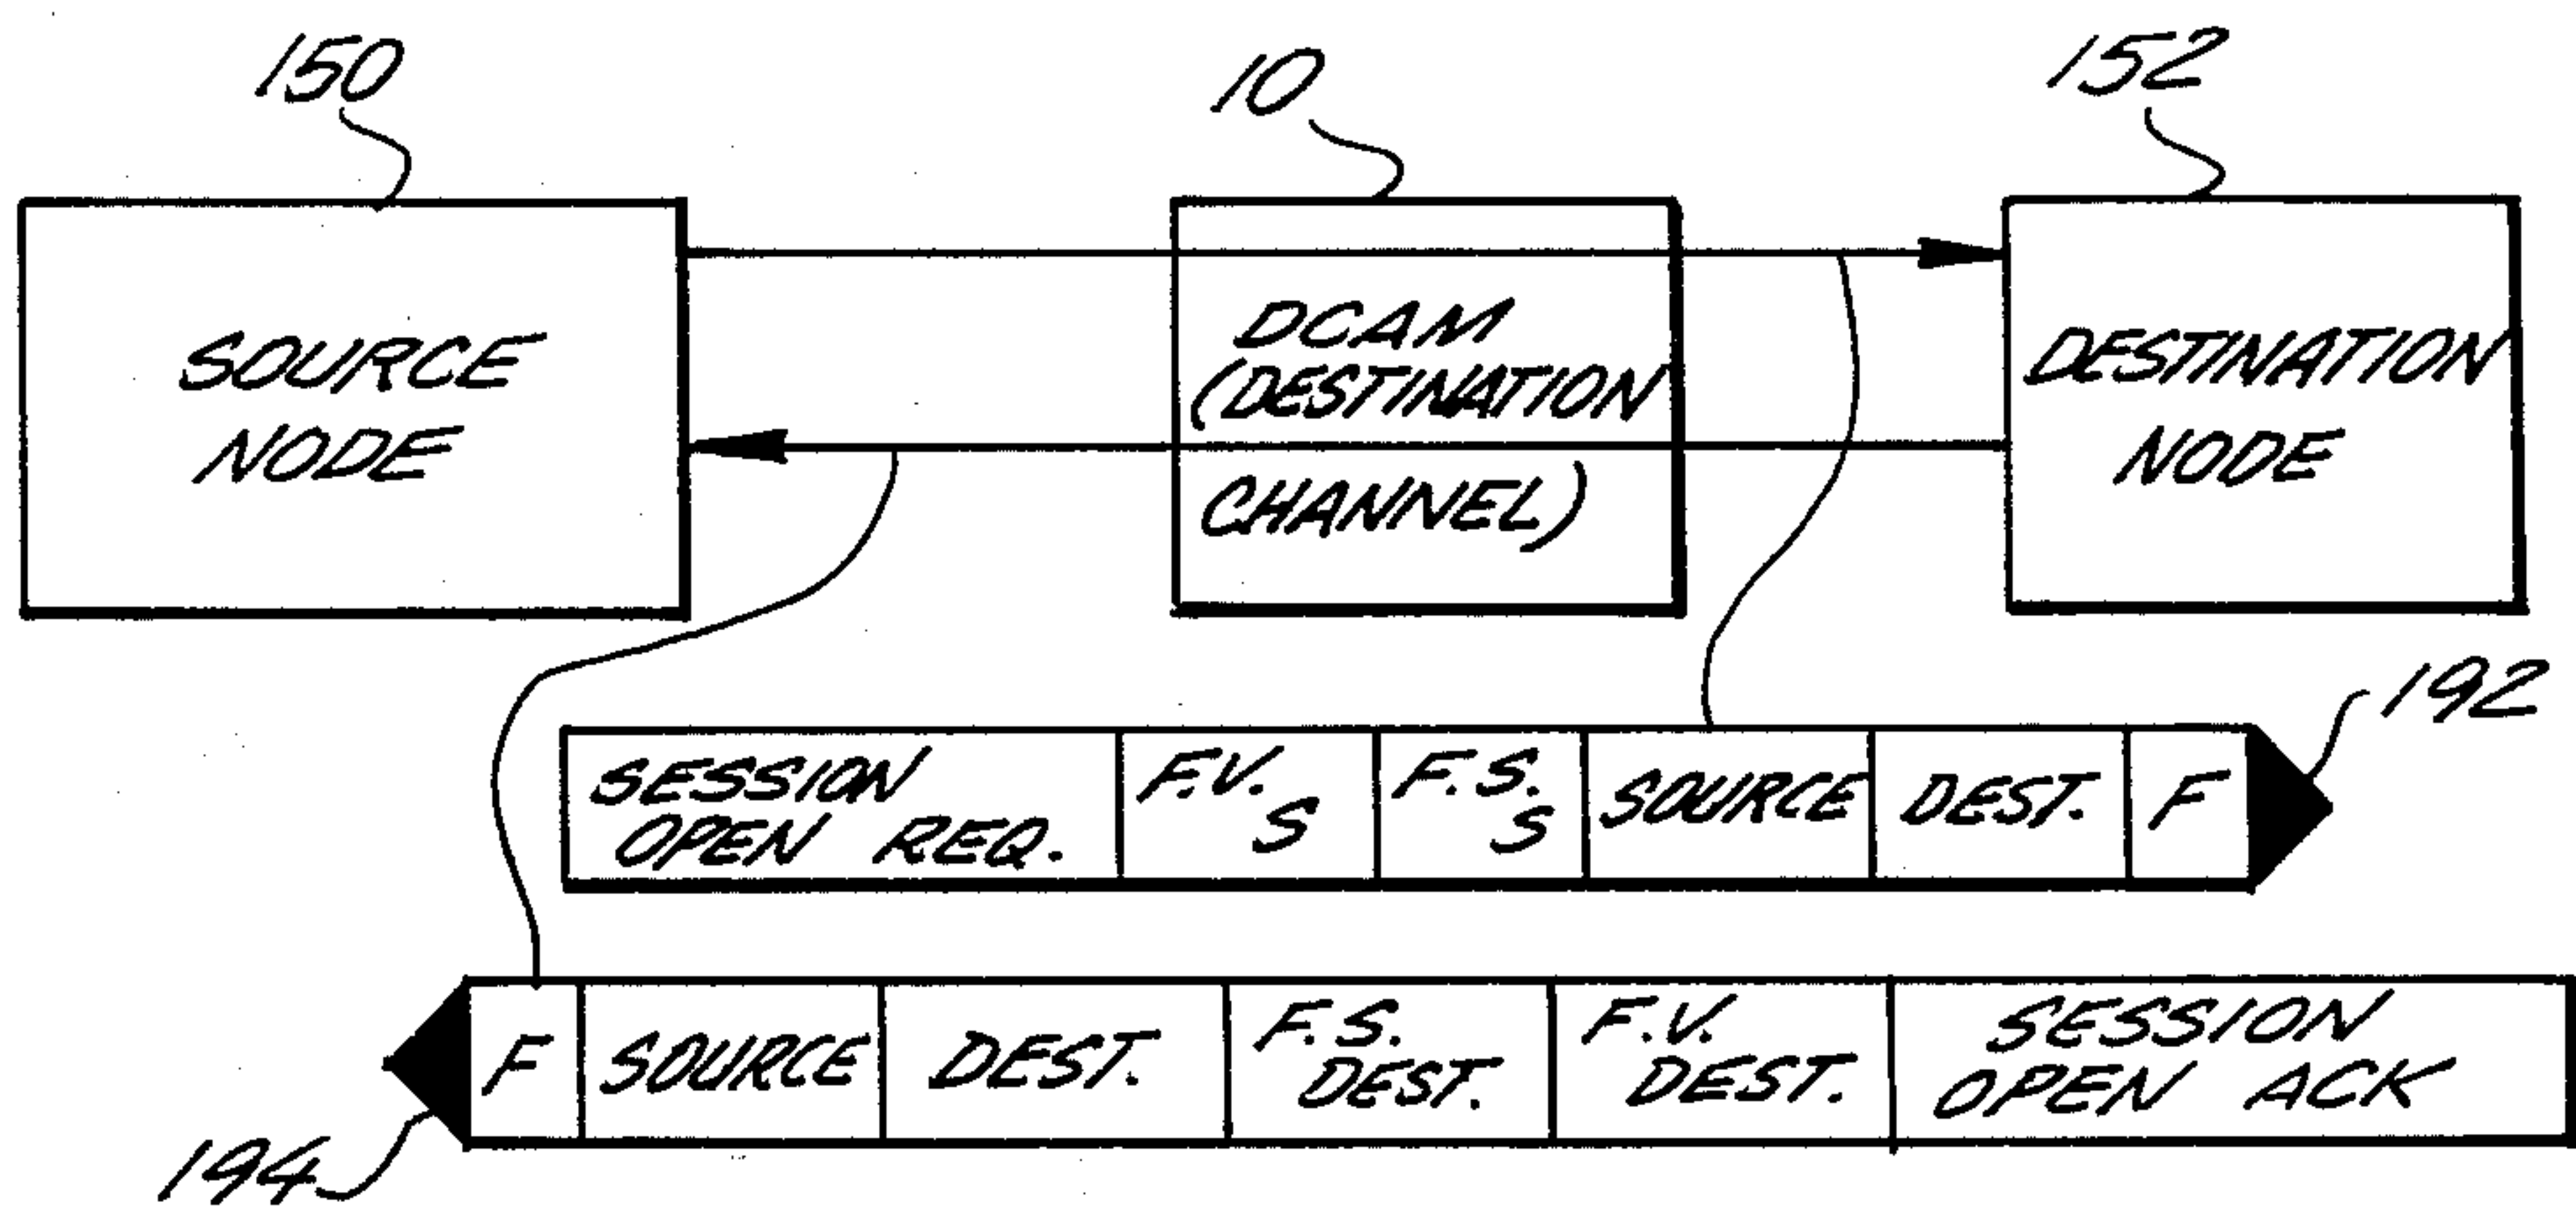 150
10
152
SOURCE
NODE
DCAM
(DESTINATION
CHANNEL)
DESTINATION
NODE
192
SESSION
OPEN REQ.
F.V.
S
F.S.
S
SOURCE
DEST.
F
F
SOURCE
DEST.
F.S.
DEST.
F.V.
DEST.
SESSION
OPEN ACK
194